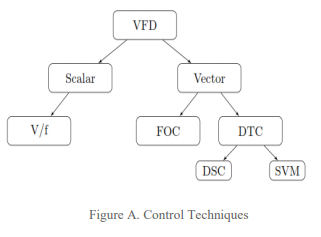 VFD
Scalar
Vector
V/f
FOC
DTC
DSC
SVM
Figure A. Control Techniques